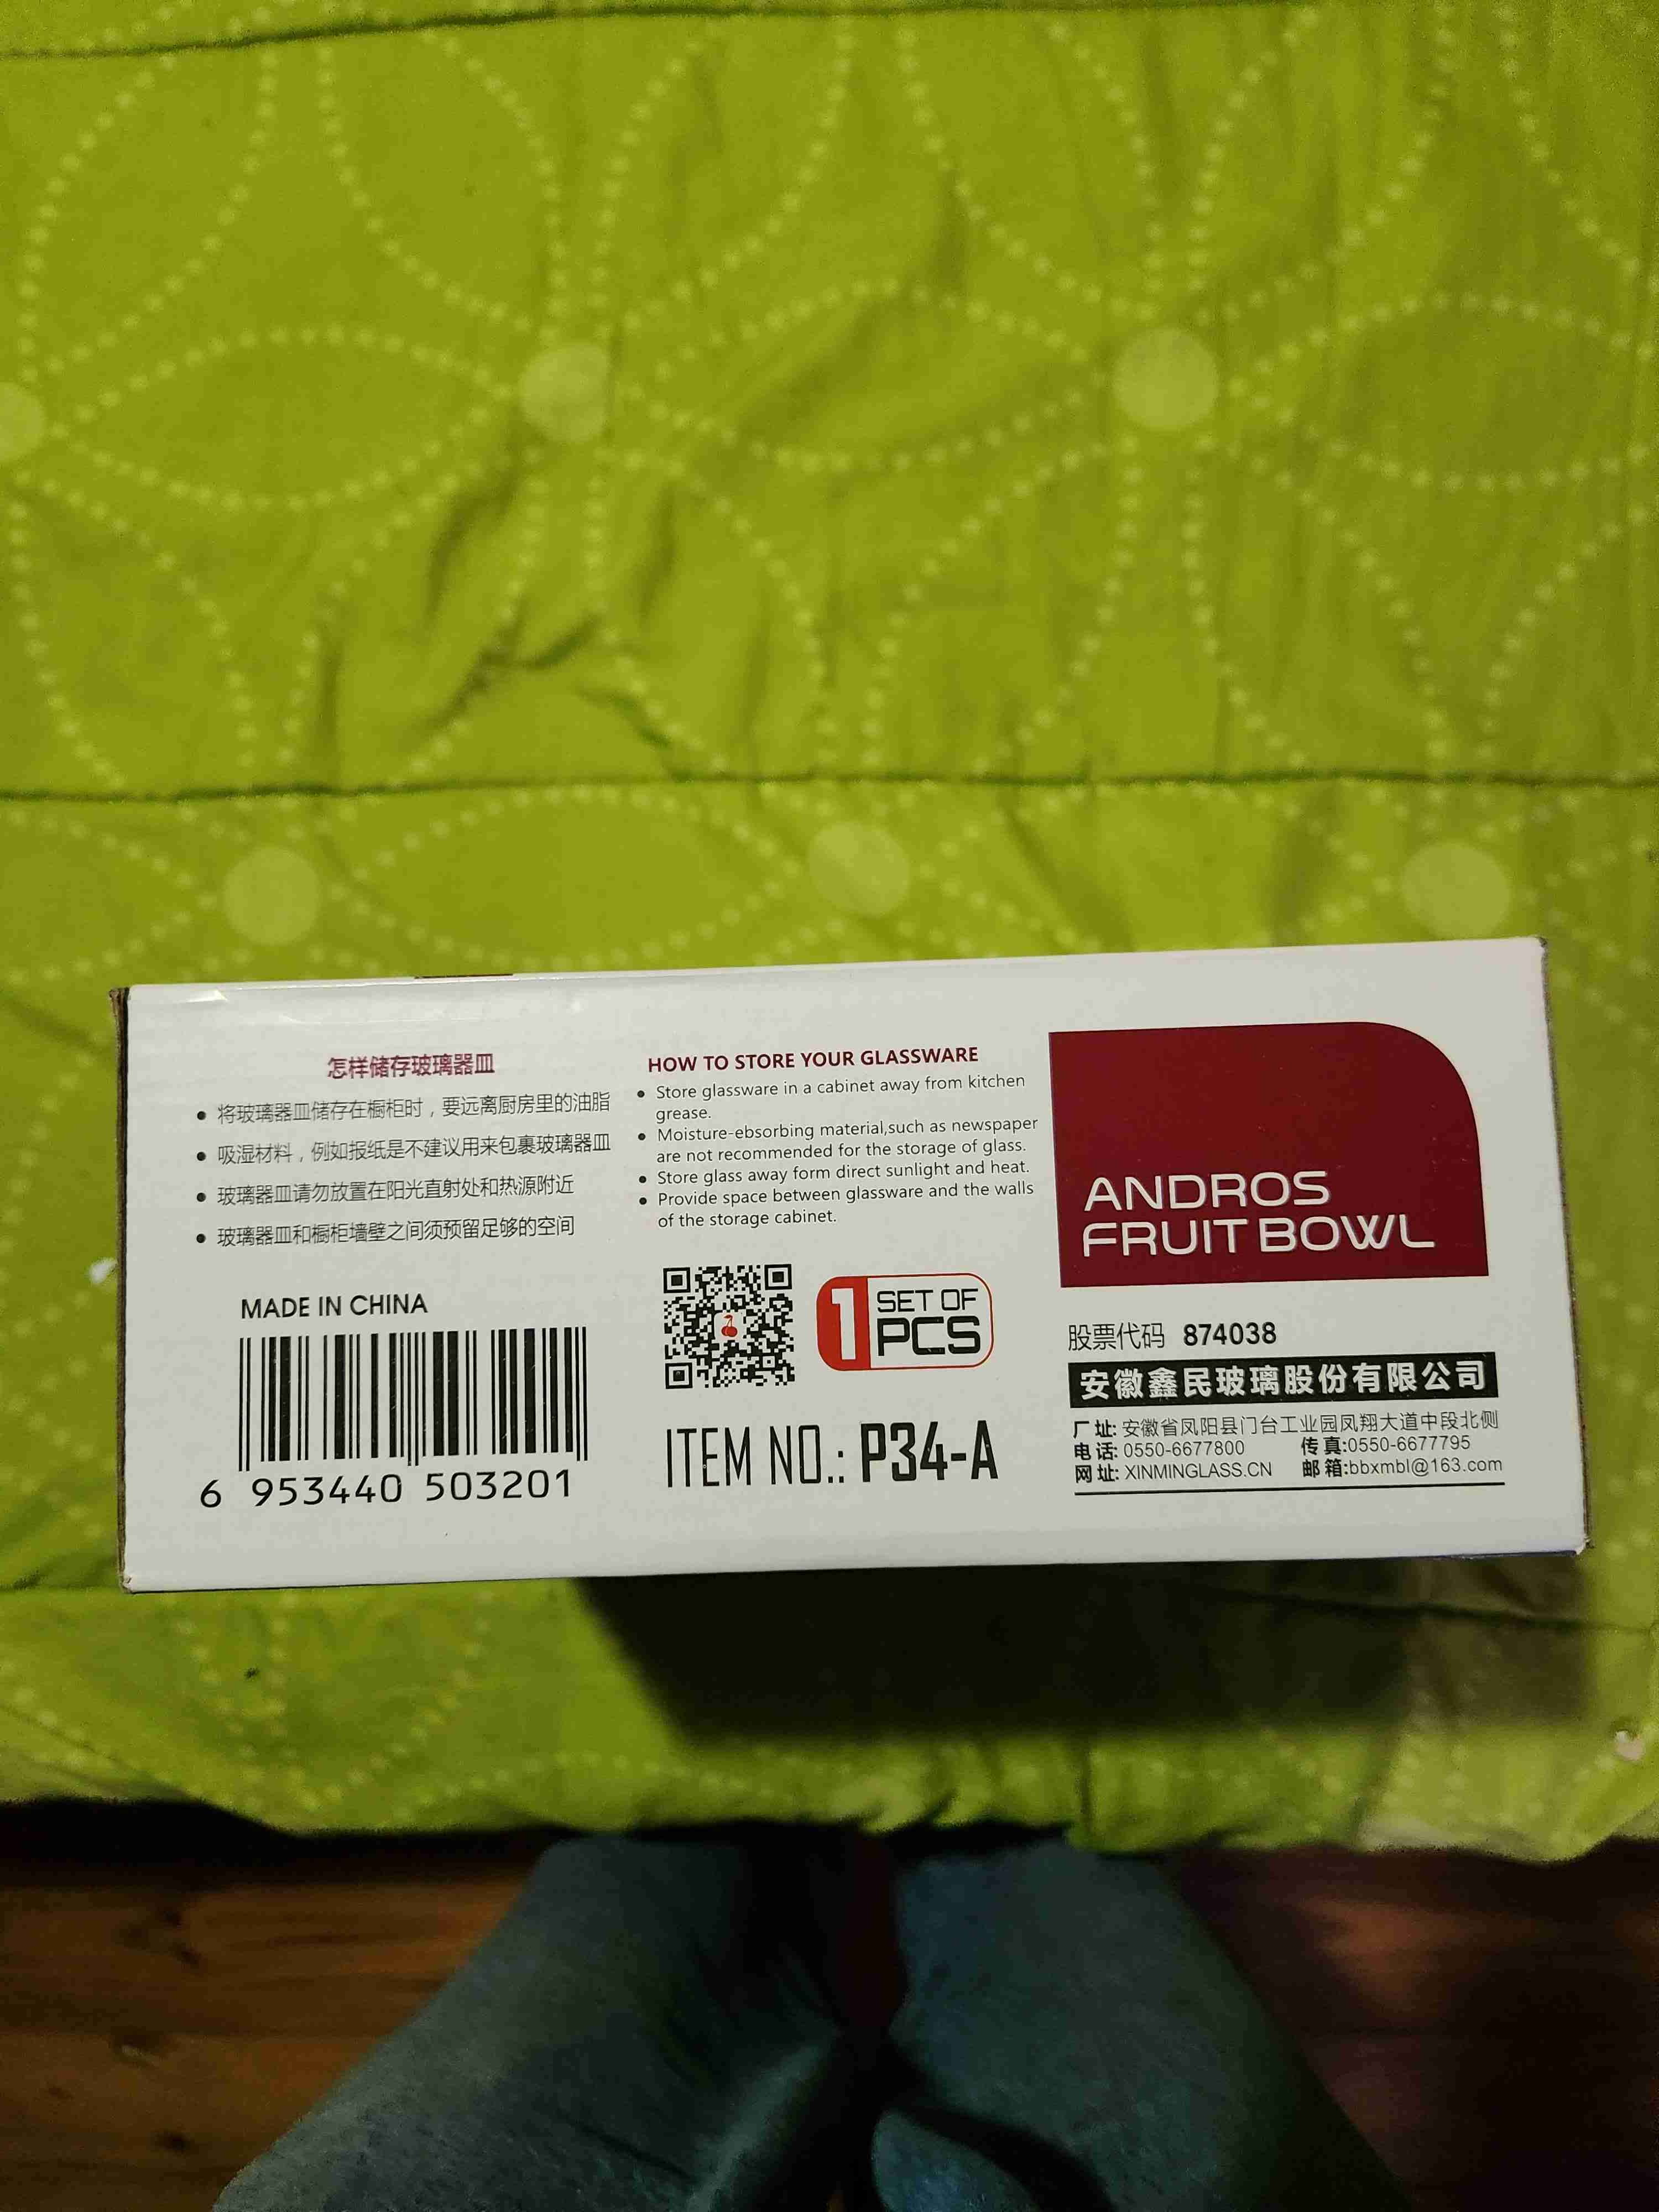 怎样储存玻璃器皿
将玻璃器皿储存在橱柜时，要远离厨房里的油脂
吸湿材料，例如报纸是不建议用来包裹玻璃器皿
玻璃器皿请勿放置在阳光直射处和热源附近
玻璃器皿和橱柜墙壁之间须预留足够的空间
MADE IN CHINA
6 953440 503201
HOW TO STORE YOUR GLASSWARE
Store glassware in a cabinet away from kitchen
grease.
Moisture-ebsorbing material,such as newspaper
are not recommended for the storage of glass.
Store glass away form direct sunlight and heat.
Provide space between glassware and the walls
of the storage cabinet.
1 SET OF
PCS
ITEM NO.: P34-A
ANDROS
FRUIT BOWL
股票代码 874038
安徽鑫民玻璃股份有限公司
厂址: 安徽省凤阳县门台工业园凤翔大道中段北侧
电话: 0550-6677800 传真:0550-6677795
网址: XINMINGLASS.CN 邮箱:bbxmbl@163.com